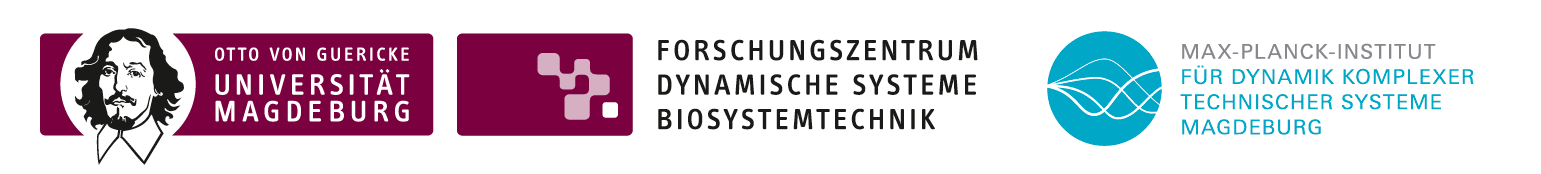 OTTO VON GUERICKE
UNIVERSITÄT
MAGDEBURG
FORSCHUNGSZENTRUM
DYNAMISCHE SYSTEME
BIOSYSTEMTECHNIK
MAX-PLANCK-INSTITUT
FÜR DYNAMIK KOMPLEXER
TECHNISCHER SYSTEME
MAGDEBURG